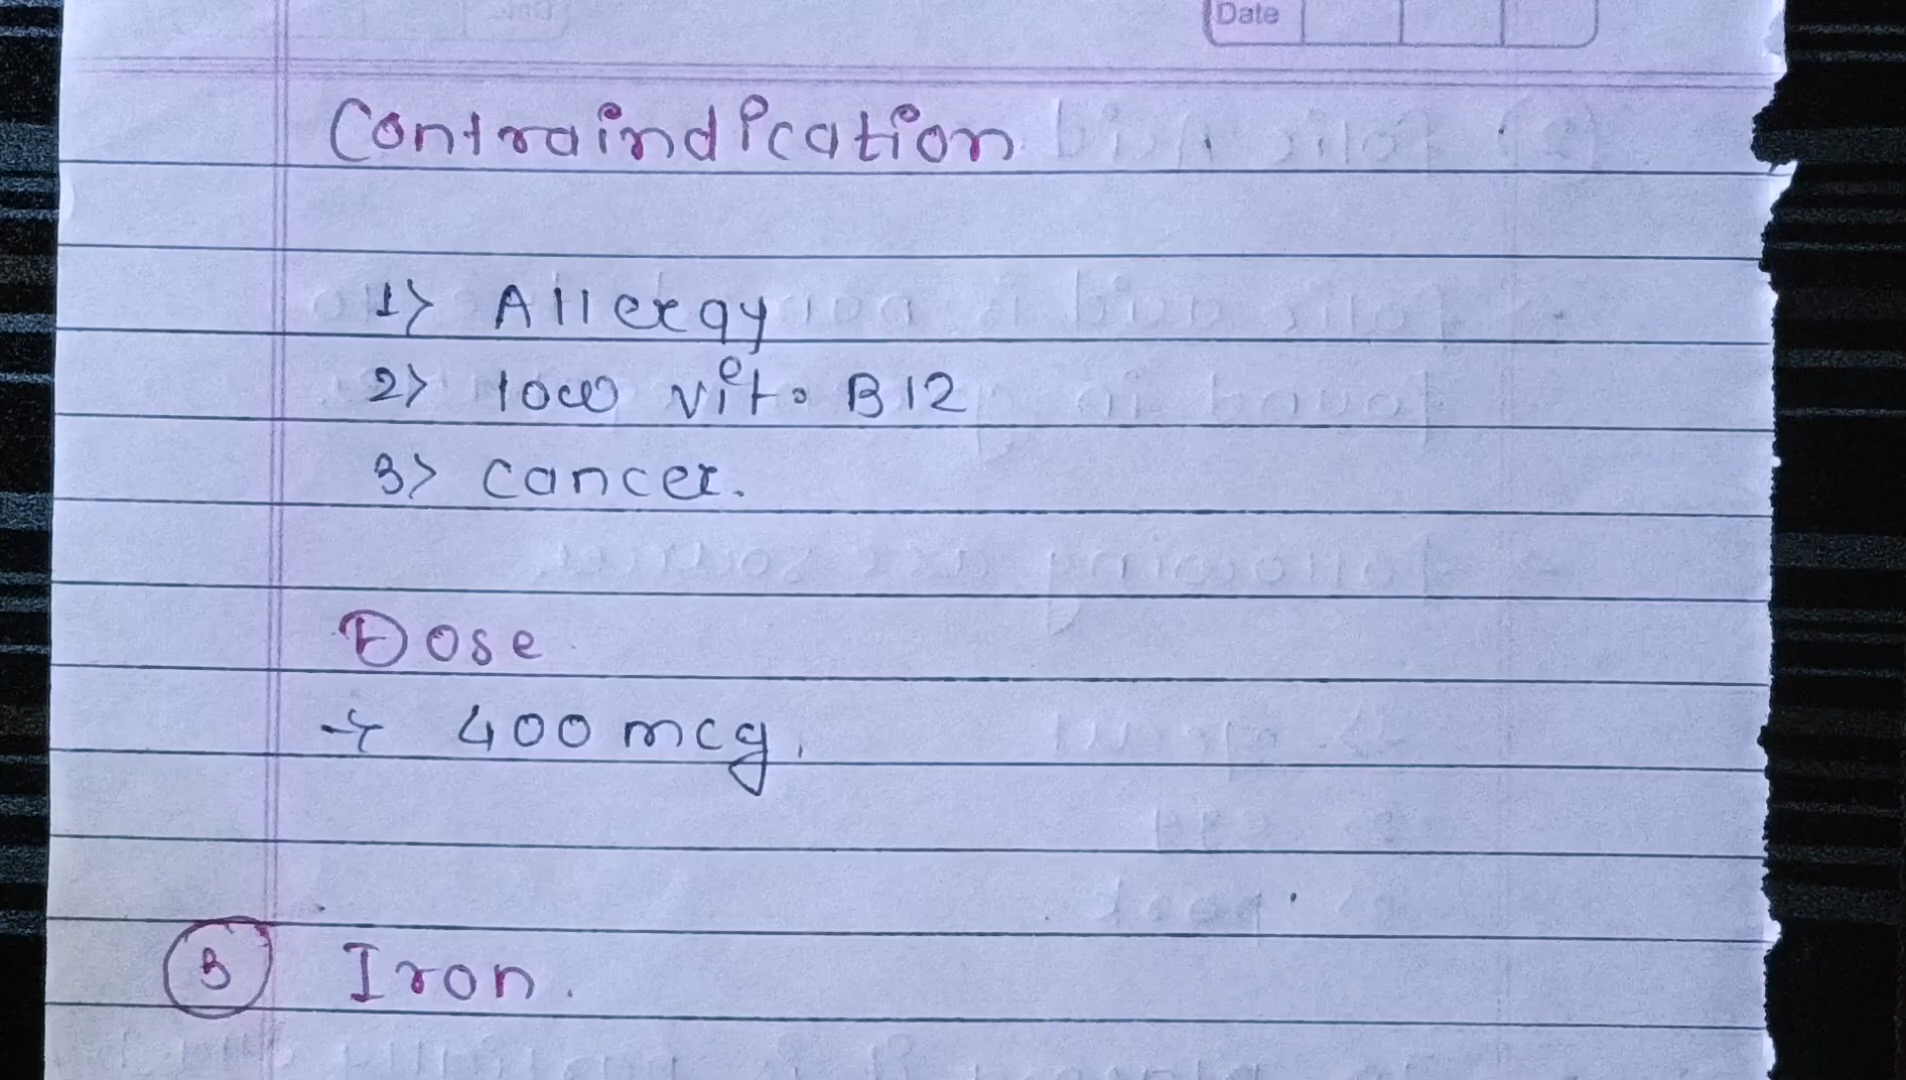 Date
Contraindication
1> Allergy
2> low vit. B12
3> cancer.
Dose
→ 400 mcg.
3 Iron.